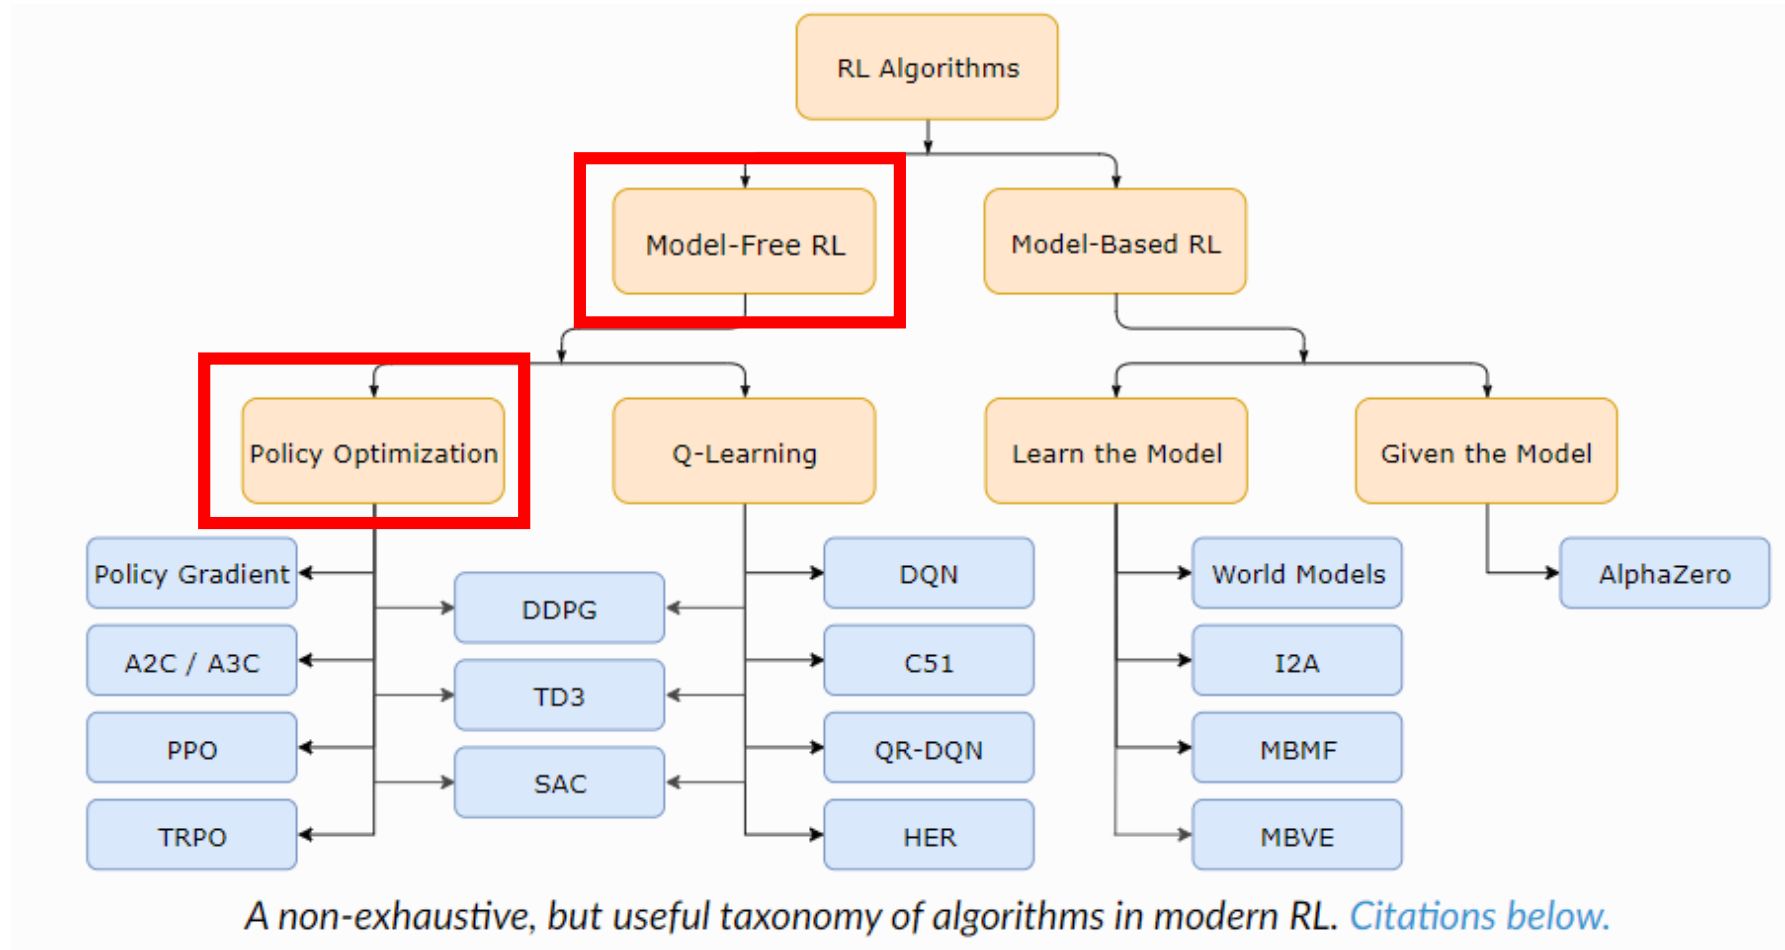 RL Algorithms
Model-Free RL
Model-Based RL
Policy Optimization
Q-Learning
Learn the Model
Given the Model
Policy Gradient
DDPG
DQN
World Models
AlphaZero
A2C / A3C
TD3
C51
I2A
PPO
SAC
QR-DQN
MBMF
TRPO
HER
MBVE
A non-exhaustive, but useful taxonomy of algorithms in modern RL. Citations below.